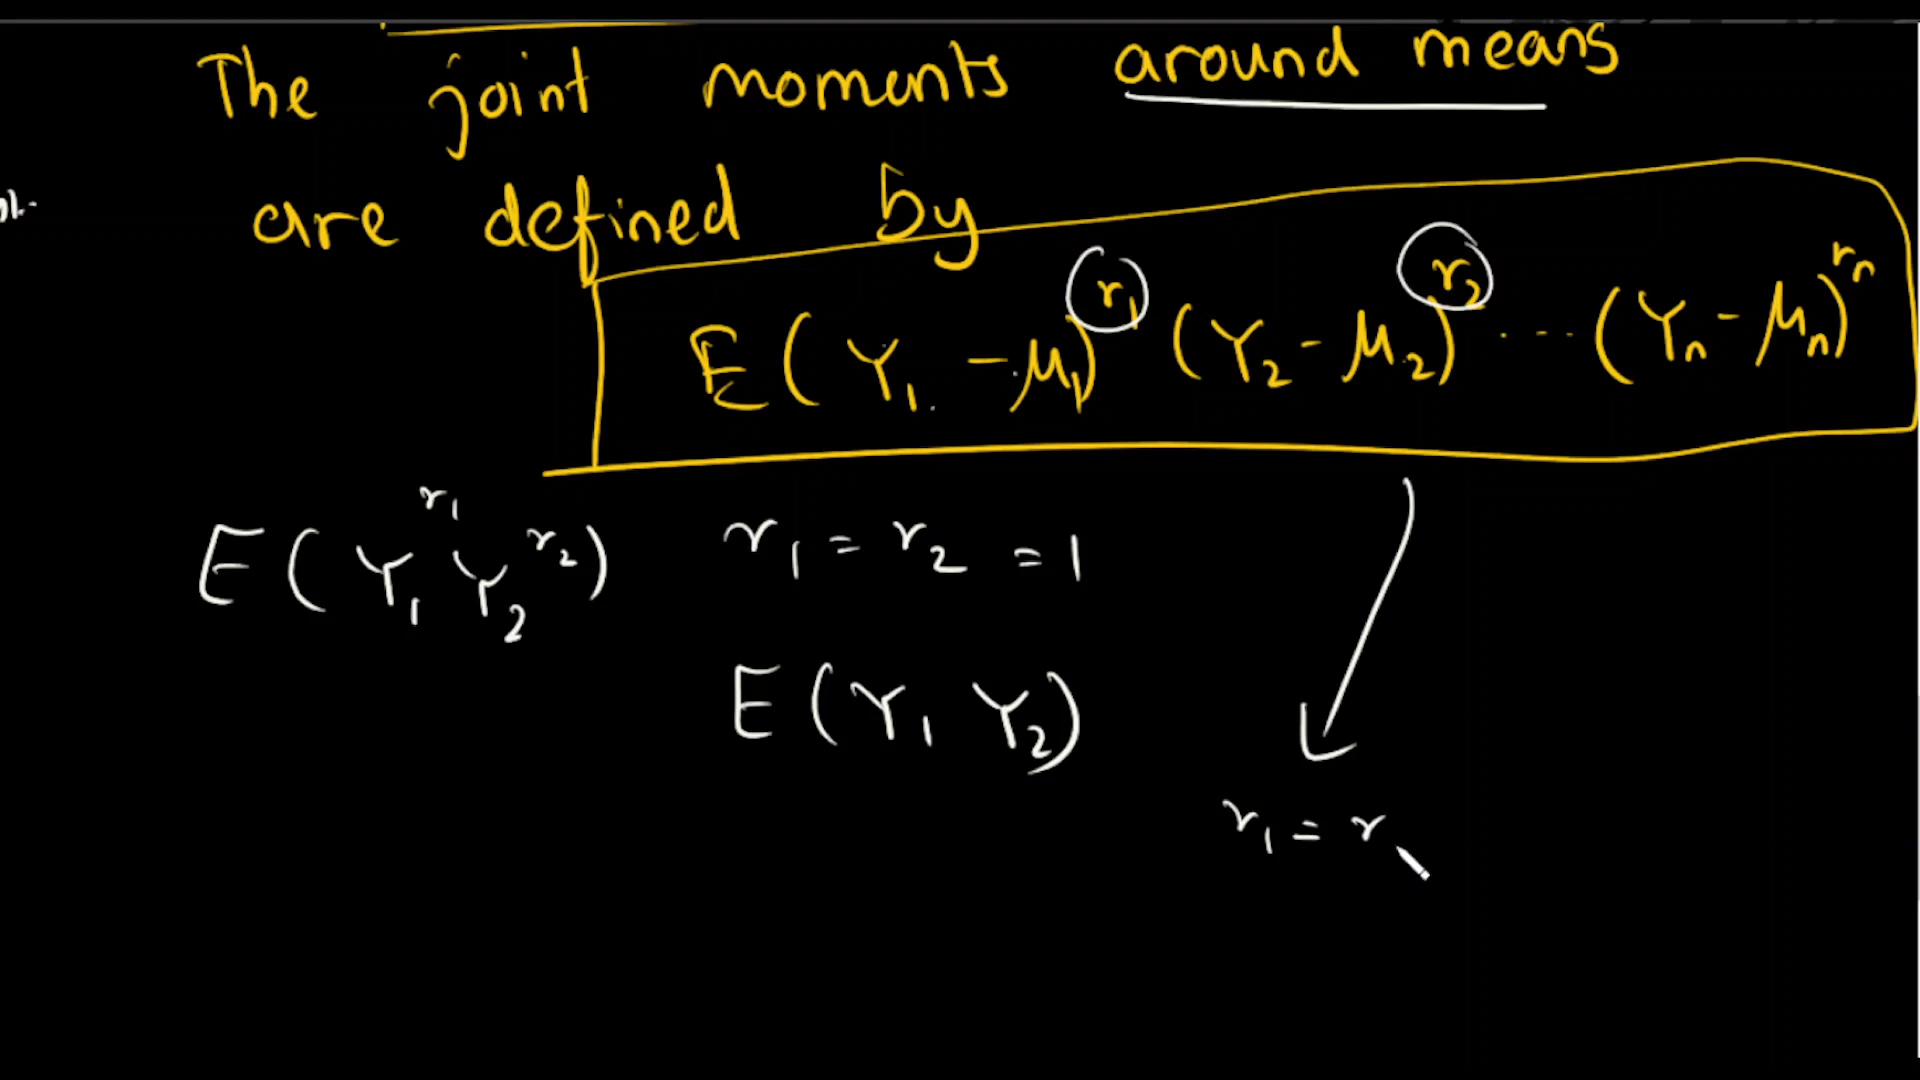 The joint moments around means
are defined by
E ( Y₁ - μ₁)^r₁ (Y₂ - μ₂)^r₂ .... (Yₙ - μₙ)^rₙ
E ( Y₁^r₁ Y₂^r₂) r₁ = r₂ = 1
E ( Y₁ Y₂ )
r₁ = r